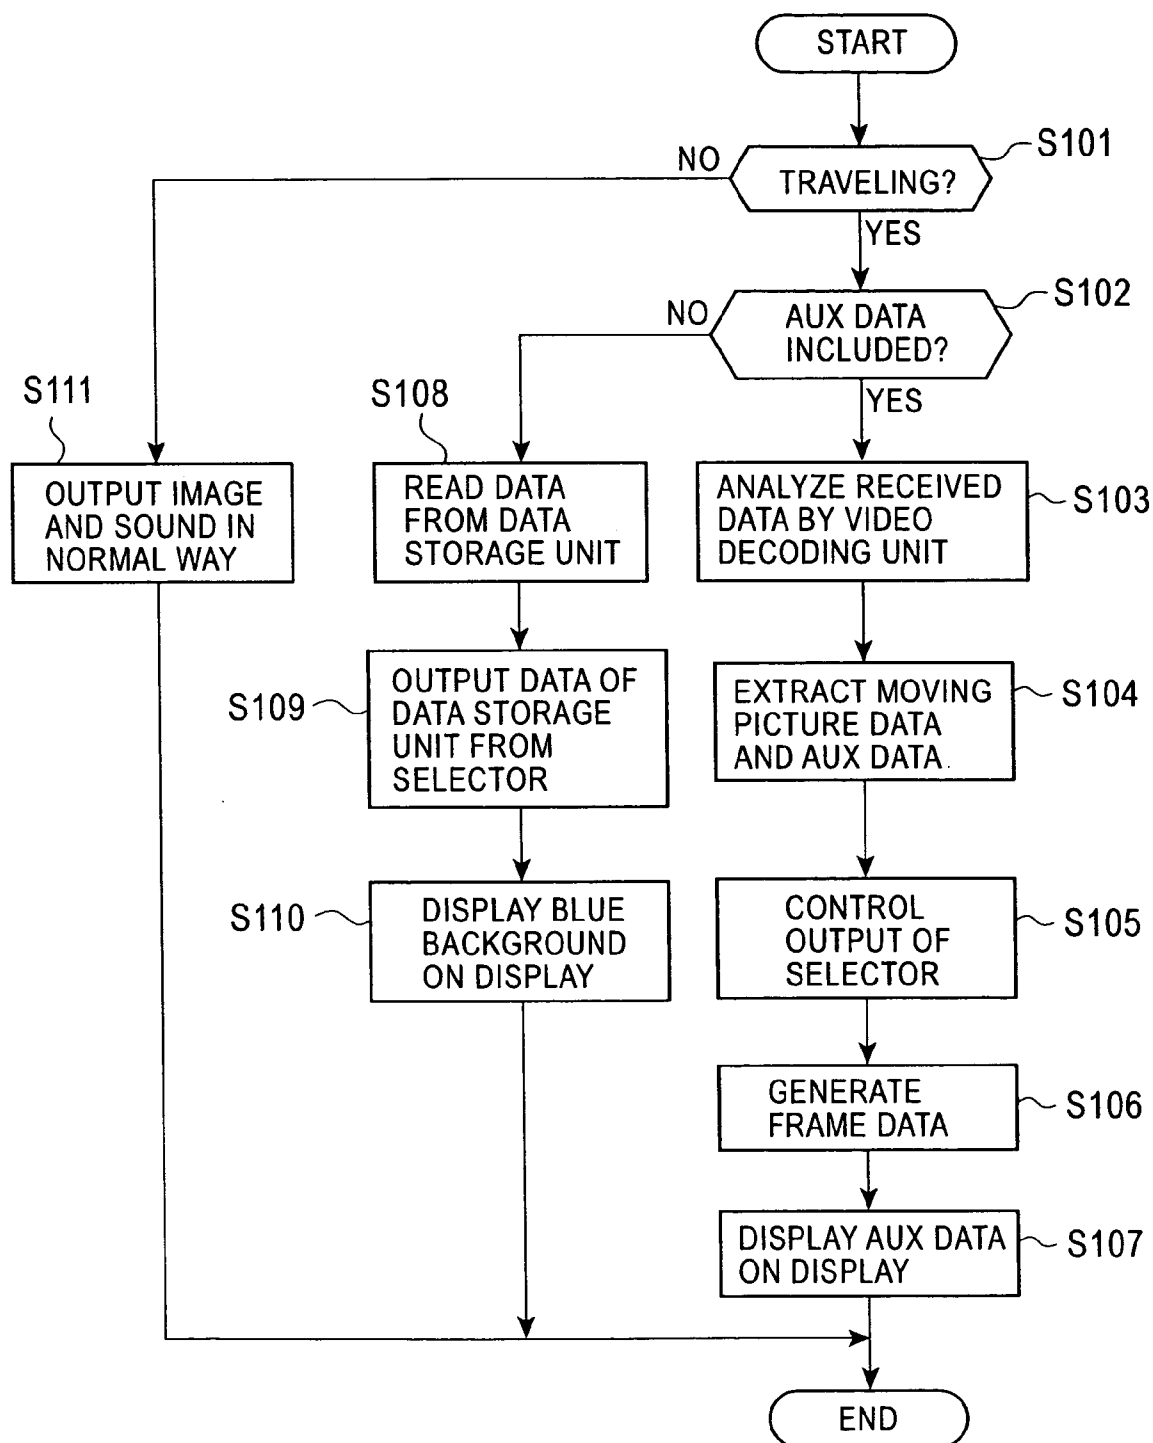 START
S101
NO
TRAVELING?
YES
S102
NO
AUX DATA
INCLUDED?
YES
S111
OUTPUT IMAGE
AND SOUND IN
NORMAL WAY
S108
READ DATA
FROM DATA
STORAGE UNIT
ANALYZE RECEIVED
DATA BY VIDEO
DECODING UNIT
S103
S109
OUTPUT DATA OF
DATA STORAGE
UNIT FROM
SELECTOR
EXTRACT MOVING
PICTURE DATA
AND AUX DATA
S104
S110
DISPLAY BLUE
BACKGROUND
ON DISPLAY
CONTROL
OUTPUT OF
SELECTOR
S105
GENERATE
FRAME DATA
S106
DISPLAY AUX DATA
ON DISPLAY
S107
END